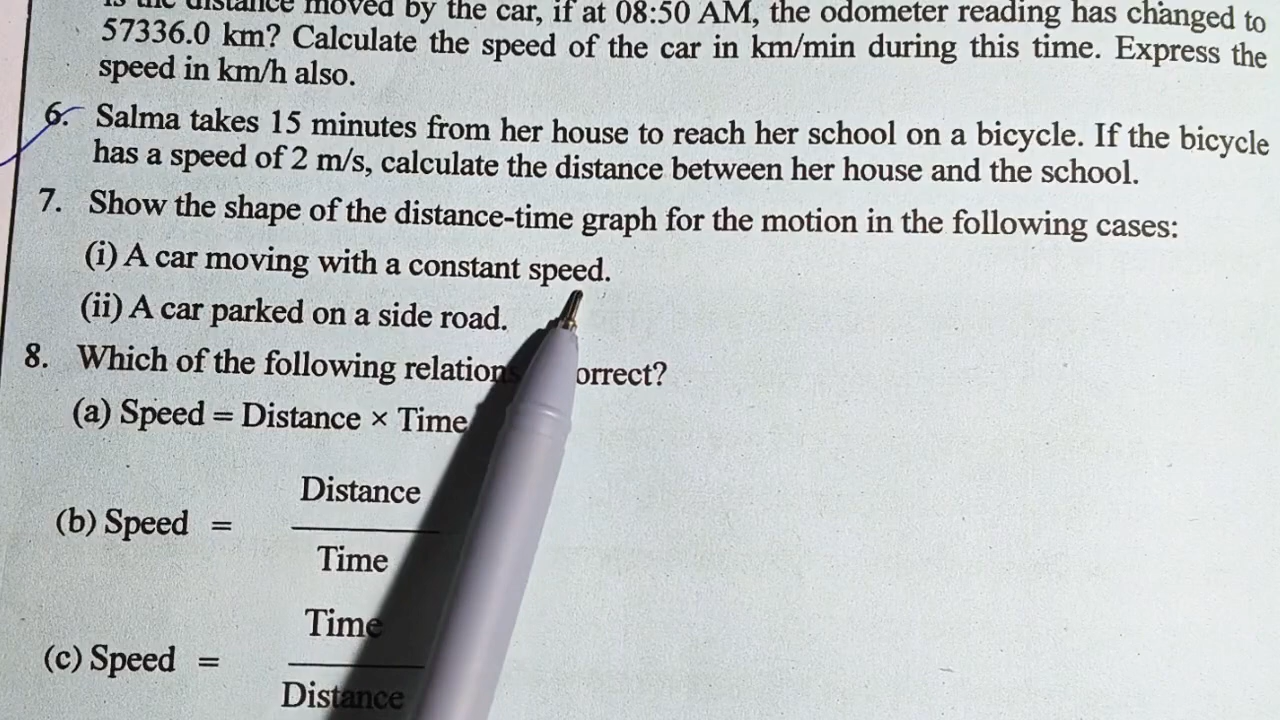 is the distance moved by the car, if at 08:50 AM, the odometer reading has changed to
57336.0 km? Calculate the speed of the car in km/min during this time. Express the
speed in km/h also.
6. Salma takes 15 minutes from her house to reach her school on a bicycle. If the bicycle
has a speed of 2 m/s, calculate the distance between her house and the school.
7. Show the shape of the distance-time graph for the motion in the following cases:
(i) A car moving with a constant speed.
(ii) A car parked on a side road.
8. Which of the following relations orrect?
(a) Speed = Distance × Time
(b) Speed = Distance
Time
(c) Speed = Time
Distance